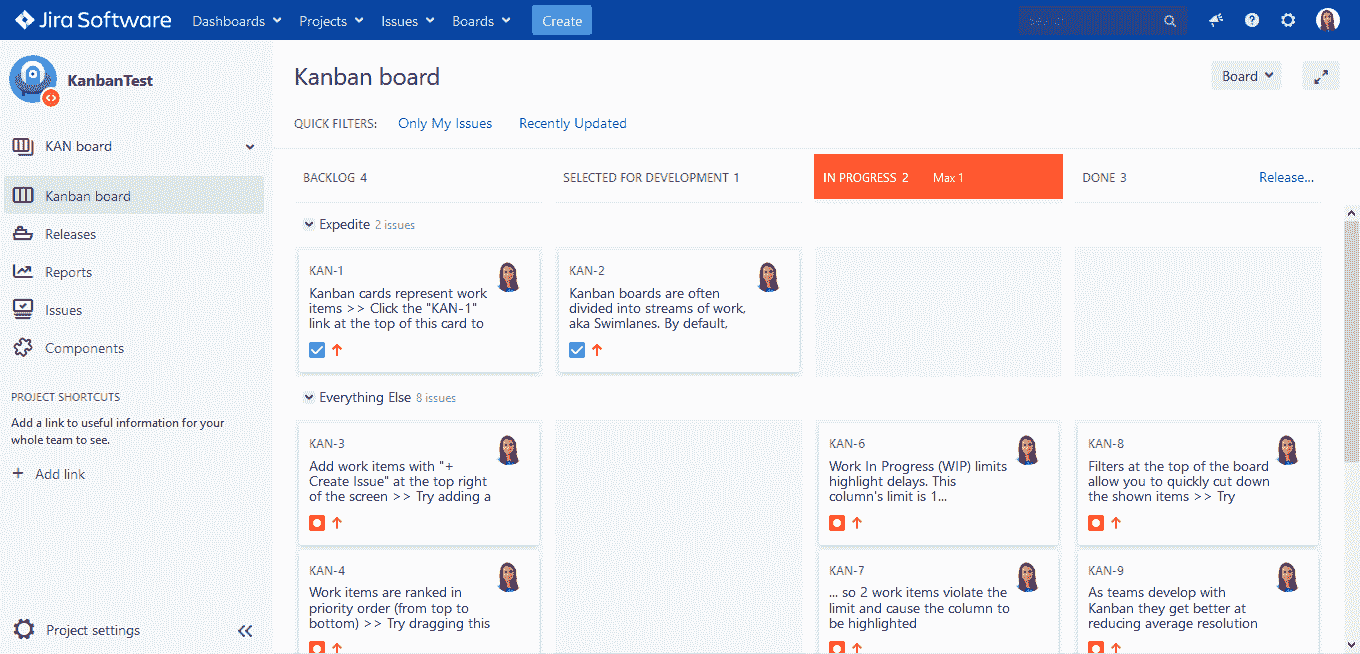 Jira Software
Dashboards
Projects
Issues
Boards
Create
Search
KanbanTest
KAN board
Kanban board
Releases
Reports
Issues
Components
PROJECT SHORTCUTS
Add a link to useful information for your
whole team to see.
+ Add link
Project settings
Kanban board
Board
QUICK FILTERS:
Only My Issues
Recently Updated
BACKLOG 4
SELECTED FOR DEVELOPMENT 1
IN PROGRESS 2
Max 1
DONE 3
Release...
Expedite 2 issues
KAN-1
Kanban cards represent work
items >> Click the "KAN-1"
link at the top of this card to
KAN-2
Kanban boards are often
divided into streams of work,
aka Swimlanes. By default,
Everything Else 8 issues
KAN-3
Add work items with "+
Create Issue" at the top right
of the screen >> Try adding a
KAN-6
Work In Progress (WIP) limits
highlight delays. This
column's limit is 1...
KAN-8
Filters at the top of the board
allow you to quickly cut down
the shown items >> Try
KAN-4
Work items are ranked in
priority order (from top to
bottom) >> Try dragging this
KAN-7
... so 2 work items violate the
limit and cause the column to
be highlighted
KAN-9
As teams develop with
Kanban they get better at
reducing average resolution